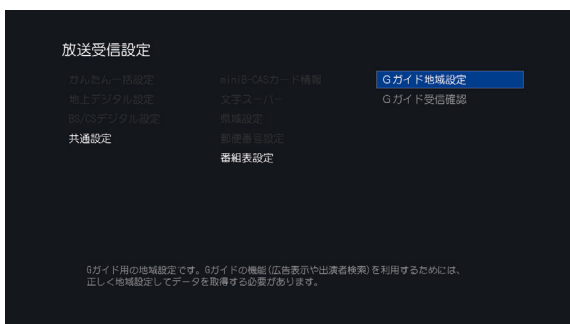 放送受信設定
かんたん一括設定
地上デジタル設定
BS/CSデジタル設定
共通設定
miniB-CASカード情報
文字スーパー
県域設定
郵便番号設定
番組表設定
Gガイド地域設定
Gガイド受信確認
Gガイド用の地域設定です。Gガイドの機能(広告表示や出演者検索)を利用するためには、
正しく地域設定してデータを取得する必要があります。